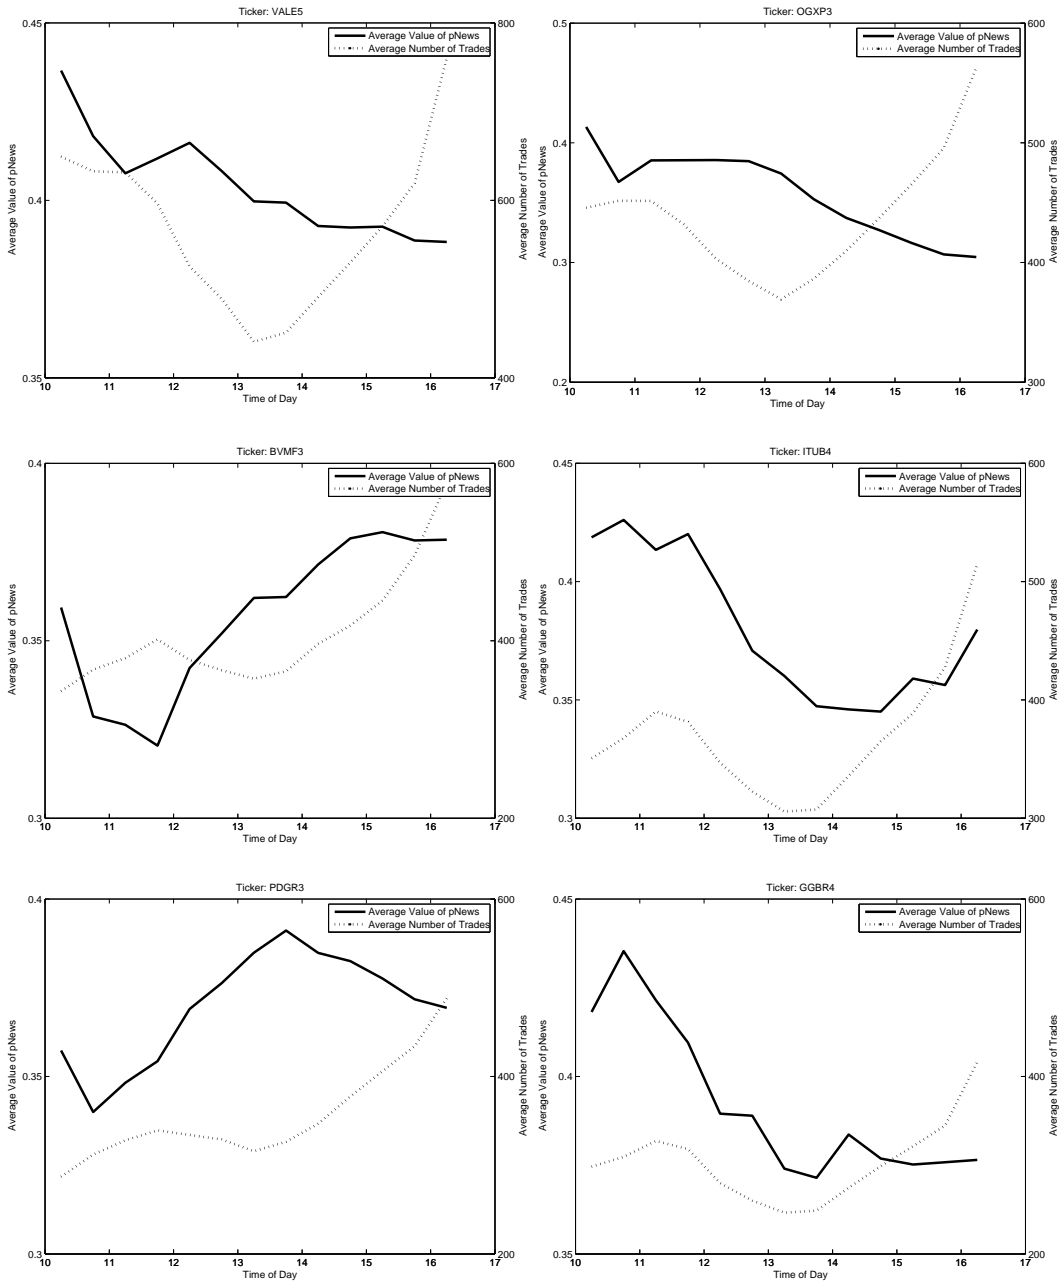 Ticker: VALE5
Average Value of pNews
Average Number of Trades
0.45
0.4
0.35
800
600
400
10 11 12 13 14 15 16 17
Time of Day
Average Value of pNews
Average Number of Trades
Ticker: OGXP3
Average Value of pNews
Average Number of Trades
0.5
0.4
0.3
0.2
600
500
400
300
10 11 12 13 14 15 16 17
Time of Day
Average Value of pNews
Average Number of Trades
Ticker: BVMF3
Average Value of pNews
Average Number of Trades
0.4
0.35
0.3
600
400
200
10 11 12 13 14 15 16 17
Time of Day
Average Value of pNews
Average Number of Trades
Ticker: ITUB4
Average Value of pNews
Average Number of Trades
0.45
0.4
0.35
0.3
600
500
400
300
10 11 12 13 14 15 16 17
Time of Day
Average Value of pNews
Average Number of Trades
Ticker: PDGR3
Average Value of pNews
Average Number of Trades
0.4
0.35
0.3
600
400
200
10 11 12 13 14 15 16 17
Time of Day
Average Value of pNews
Average Number of Trades
Ticker: GGBR4
Average Value of pNews
Average Number of Trades
0.45
0.4
0.35
600
400
200
10 11 12 13 14 15 16 17
Time of Day
Average Value of pNews
Average Number of Trades